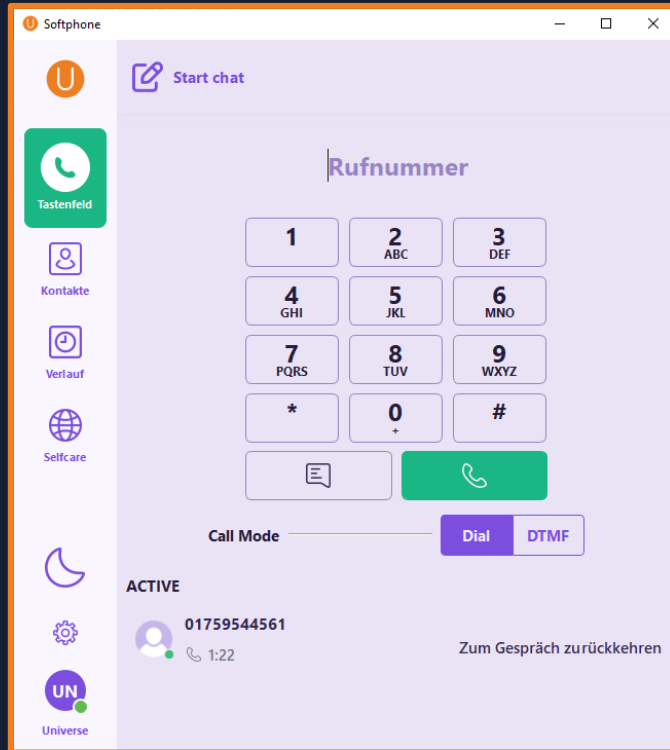 Softphone
U
Start chat
Tastenfeld
Kontakte
Verlauf
Selfcare
UN
Universe
Rufnummer
1
2
ABC
3
DEF
4
GHI
5
JKL
6
MNO
7
PQRS
8
TUV
9
WXYZ
*
0
+
#
Call Mode
Dial
DTMF
ACTIVE
01759544561
1:22
Zum Gespräch zurückkehren